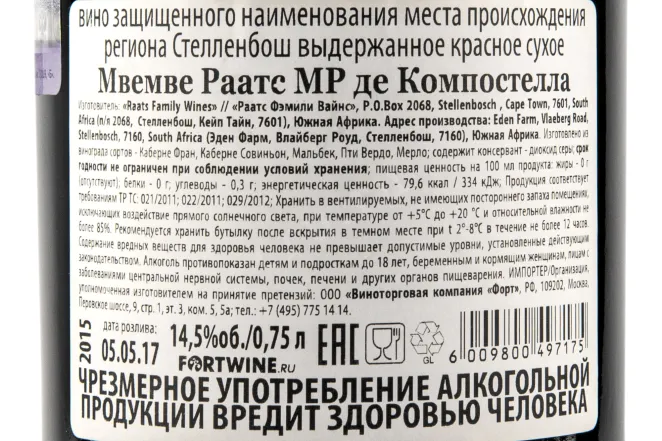 вино защищенного наименования места происхождения
региона Стелленбош выдержанное красное сухое
Мвемве Раатс МР де Компостелла
Изготовитель: «Raats Family Wines» // «Раатс Фэмили Вайнс», P.O.Box 2068, Stellenbosch , Cape Town, 7601, South
Africa (п/я 2068, Стелленбош, Кейп Тайн, 7601), Южная Африка. Адрес производства: Eden Farm, Vlaeberg Road,
Stellenbosch, 7160, South Africa (Эден Фарм, Влайберг Роуд, Стелленбош, 7160), Южная Африка. Изготовлено из
винограда сортов - Каберне Фран, Каберне Совиньон, Мальбек, Пти Вердо, Мерло; содержит консервант - диоксид серы; срок
годности не ограничен при соблюдении условий хранения; пищевая ценность на 100 мл продукта: жиры - 0 г
(отсутствуют); белки - 0 г; углеводы - 0,3 г; энергетическая ценность - 79,6 ккал / 334 кДж; Продукция соответствует
требованиям ТР ТС: 021/2011; 022/2011; 029/2012; Хранить в вентилируемых, не имеющих постороннего запаха помещениях,
исключающих воздействие прямого солнечного света, при температуре от +5°С до +20 °С и относительной влажности не
более 85%. Рекомендуется хранить бутылку после вскрытия в темном месте при t 2°-8°С в течение не более 12 часов.
Содержание вредных веществ для здоровья человека не превышает допустимые уровни, установленные действующим
законодательством. Алкоголь противопоказан детям и подросткам до 18 лет, беременным и кормящим женщинам, лицам с
заболеваниями центральной нервной системы, почек, печени и других органов пищеварения. ИМПОРТЕР/Организация,
уполномоченная изготовителем на принятие претензий: ООО «Виноторговая компания «Форт», РФ, 109202, Москва,
Перовское шоссе, 9, стр. 1, эт. 3, ком. 5, 5а; тел.: +7 (495) 775 14 14.
2015
дата розлива:
05.05.17
14,5%об./0,75 л
FORTWINE.RU
EAC
GL
6 009800 497175
ЧРЕЗМЕРНОЕ УПОТРЕБЛЕНИЕ АЛКОГОЛЬНОЙ
ПРОДУКЦИИ ВРЕДИТ ЗДОРОВЬЮ ЧЕЛОВЕКА